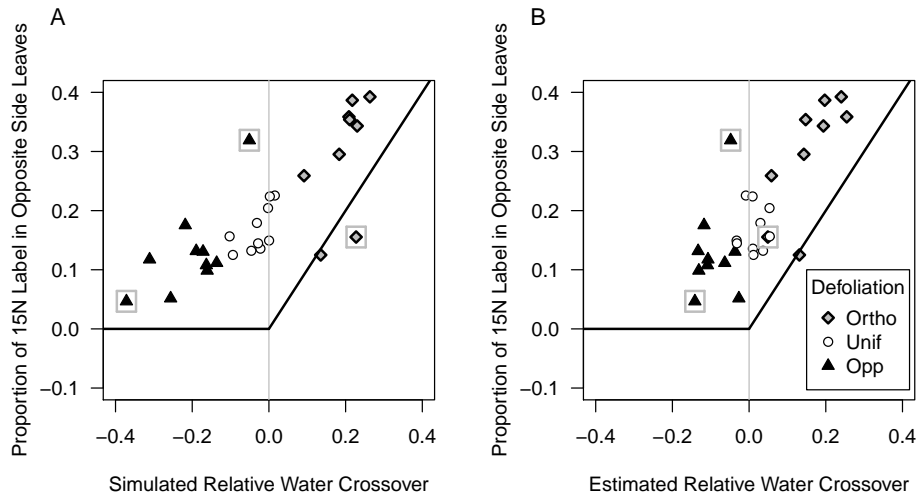 A
Proportion of 15N Label in Opposite Side Leaves
0.4
0.3
0.2
0.1
0.0
−0.1
−0.4 −0.2 0.0 0.2 0.4
Simulated Relative Water Crossover
B
Proportion of 15N Label in Opposite Side Leaves
0.4
0.3
0.2
0.1
0.0
−0.1
Defoliation
Ortho
Unif
Opp
−0.4 −0.2 0.0 0.2 0.4
Estimated Relative Water Crossover